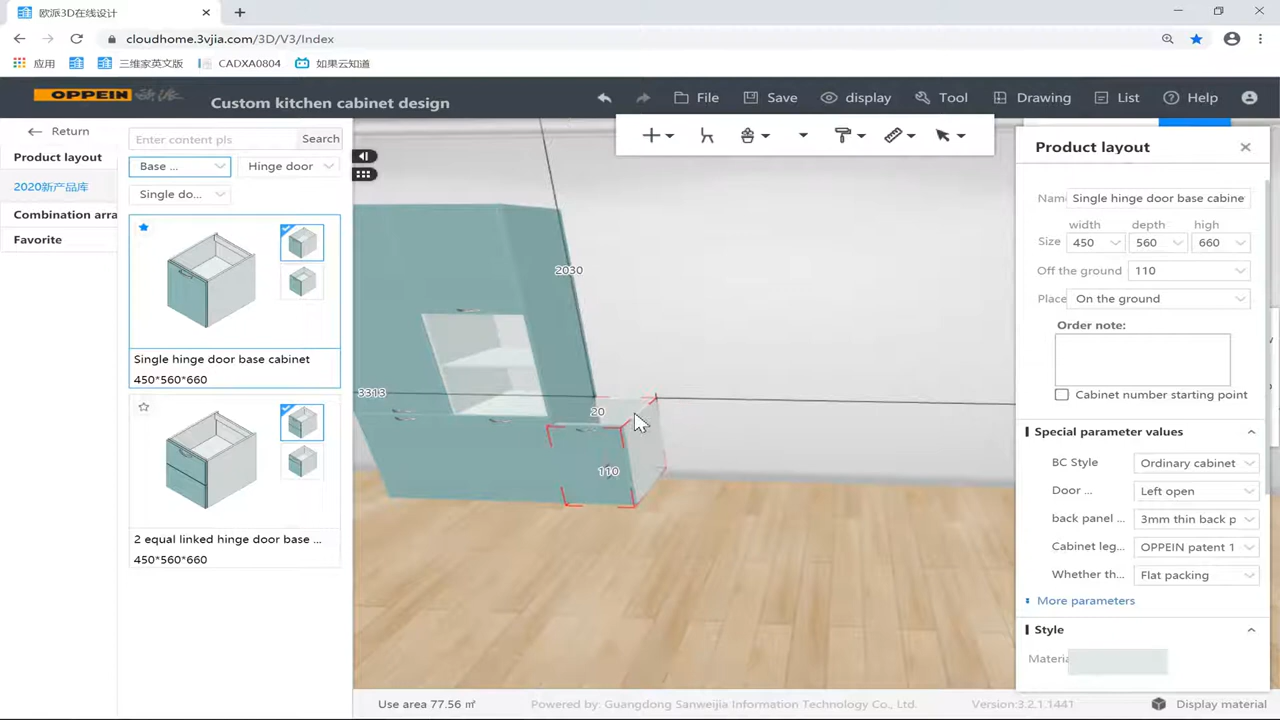 欧派3D在线设计
cloudhome.3vjia.com/3D/V3/Index
应用 三维家英文版 CADXA0804 如果云知道
OPPEIN 欧派 Custom kitchen cabinet design File Save display Tool Drawing List Help
Return
Product layout
2020新产品库
Combination arra
Favorite
Enter content pls Search
Base ... Hinge door
Single do...
Single hinge door base cabinet
450*560*660
2 equal linked hinge door base ...
450*560*660
2030
3313
20
110
Product layout
Name Single hinge door base cabine
width depth high
Size 450 560 660
Off the ground 110
Place On the ground
Order note:
Cabinet number starting point
Special parameter values
BC Style Ordinary cabinet
Door ... Left open
back panel ... 3mm thin back p
Cabinet leg... OPPEIN patent 1
Whether th... Flat packing
More parameters
Style
Materia
Use area 77.56 ㎡ Powered by: Guangdong Sanweijia Information Technology Co., Ltd. Version:3.2.1.1441 Display material